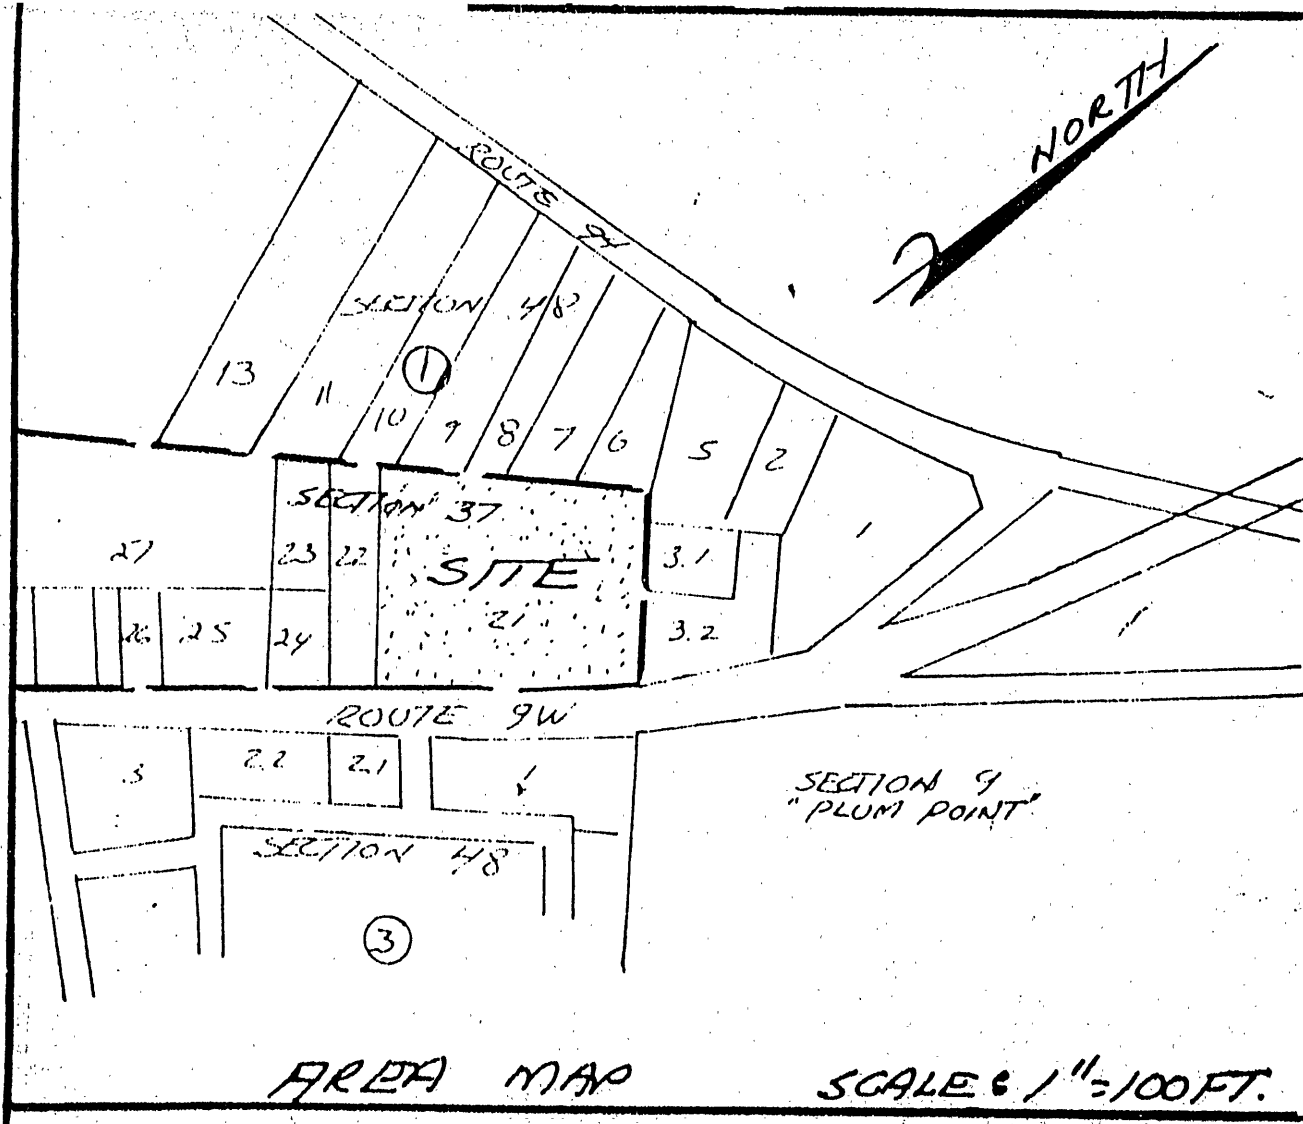 NORTH
ROUTE 94
SECTION 48
1
13
11
10
9
8
7
6
5
2
1
SECTION 37
27
23
22
SITE
21
3.1
3.2
26
25
24
1
ROUTE 9W
3
2.2
2.1
1
SECTION 9
"PLUM POINT"
SECTION 48
3
AREA MAP
SCALE: 1"=100FT.